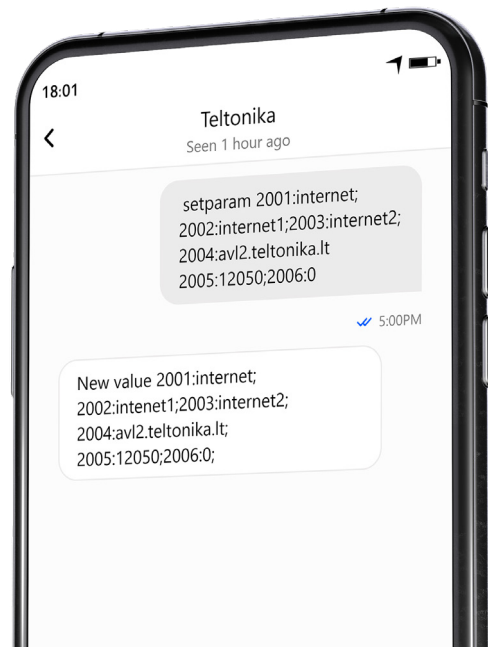 18:01
Teltonika
Seen 1 hour ago
setparam 2001:internet;
2002:internet1;2003:internet2;
2004:avl2.teltonika.lt
2005:12050;2006:0
5:00PM
New value 2001:internet;
2002:intenet1;2003:internet2;
2004:avl2.teltonika.lt;
2005:12050;2006:0;